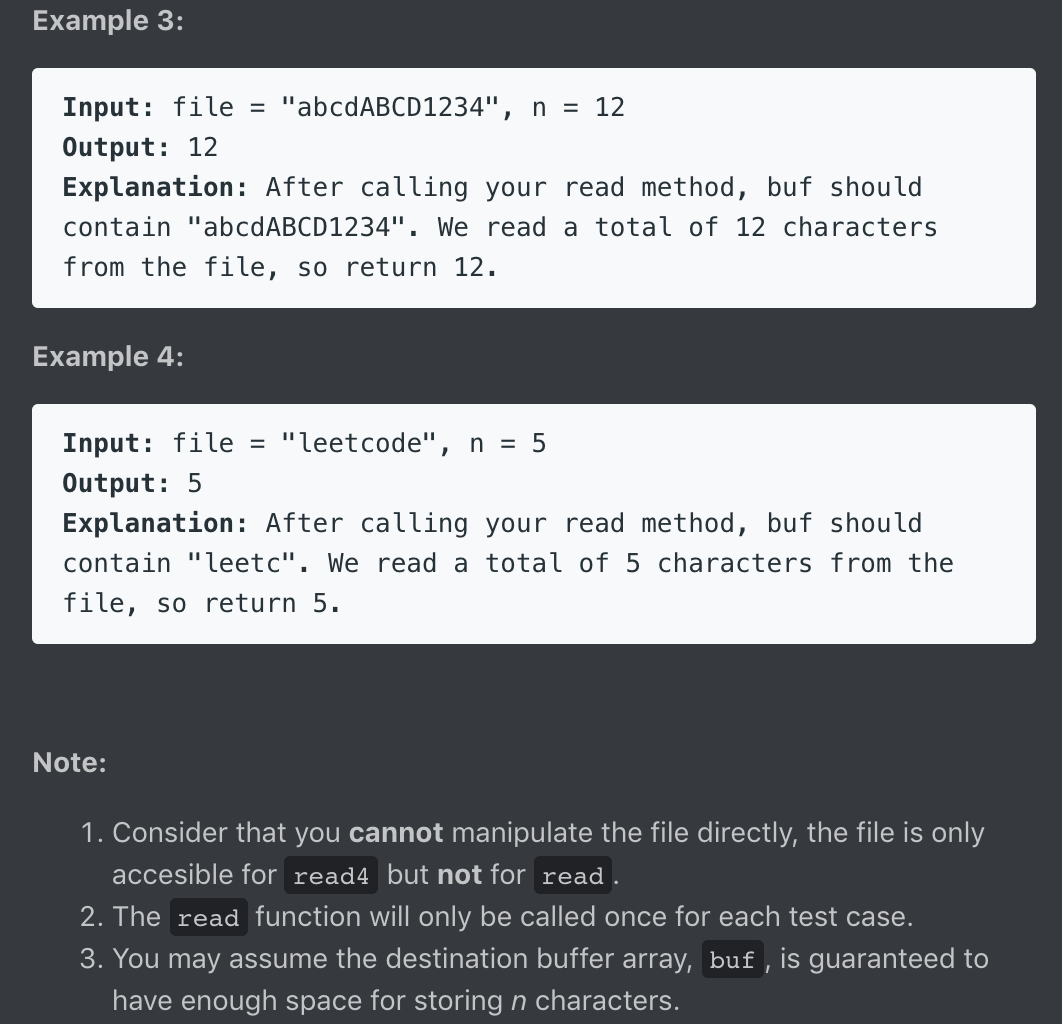 Example 3:
Input: file = "abcdABCD1234", n = 12
Output: 12
Explanation: After calling your read method, buf should
contain "abcdABCD1234". We read a total of 12 characters
from the file, so return 12.
Example 4:
Input: file = "leetcode", n = 5
Output: 5
Explanation: After calling your read method, buf should
contain "leetc". We read a total of 5 characters from the
file, so return 5.
Note:
1. Consider that you cannot manipulate the file directly, the file is only
accesible for read4 but not for read.
2. The read function will only be called once for each test case.
3. You may assume the destination buffer array, buf, is guaranteed to
have enough space for storing n characters.